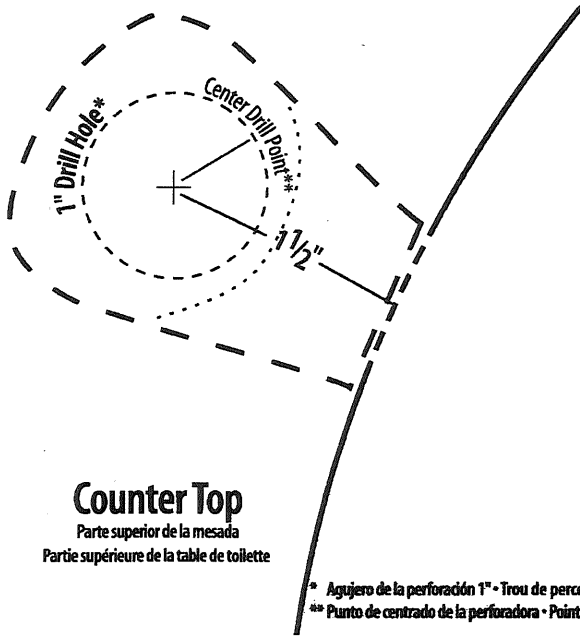 1" Drill Hole*
Center Drill Point**
1 1/2"
Counter Top
Parte superior de la mesada
Partie supérieure de la table de toilette
* Agujero de la perforación 1" • Trou de perce
** Punto de centrado de la perforadora • Point